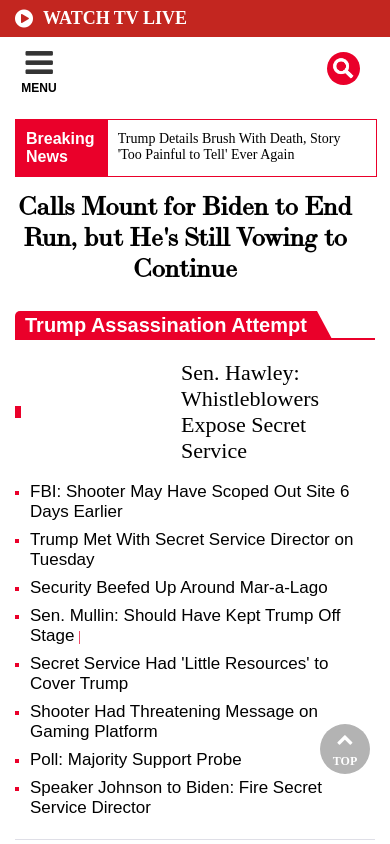 WATCH TV LIVE
MENU
Breaking
News
Trump Details Brush With Death, Story
'Too Painful to Tell' Ever Again
Calls Mount for Biden to End
Run, but He's Still Vowing to
Continue
Trump Assassination Attempt
Sen. Hawley:
Whistleblowers
Expose Secret
Service
FBI: Shooter May Have Scoped Out Site 6
Days Earlier
Trump Met With Secret Service Director on
Tuesday
Security Beefed Up Around Mar-a-Lago
Sen. Mullin: Should Have Kept Trump Off
Stage |
Secret Service Had 'Little Resources' to
Cover Trump
Shooter Had Threatening Message on
Gaming Platform
Poll: Majority Support Probe
TOP
Speaker Johnson to Biden: Fire Secret
Service Director